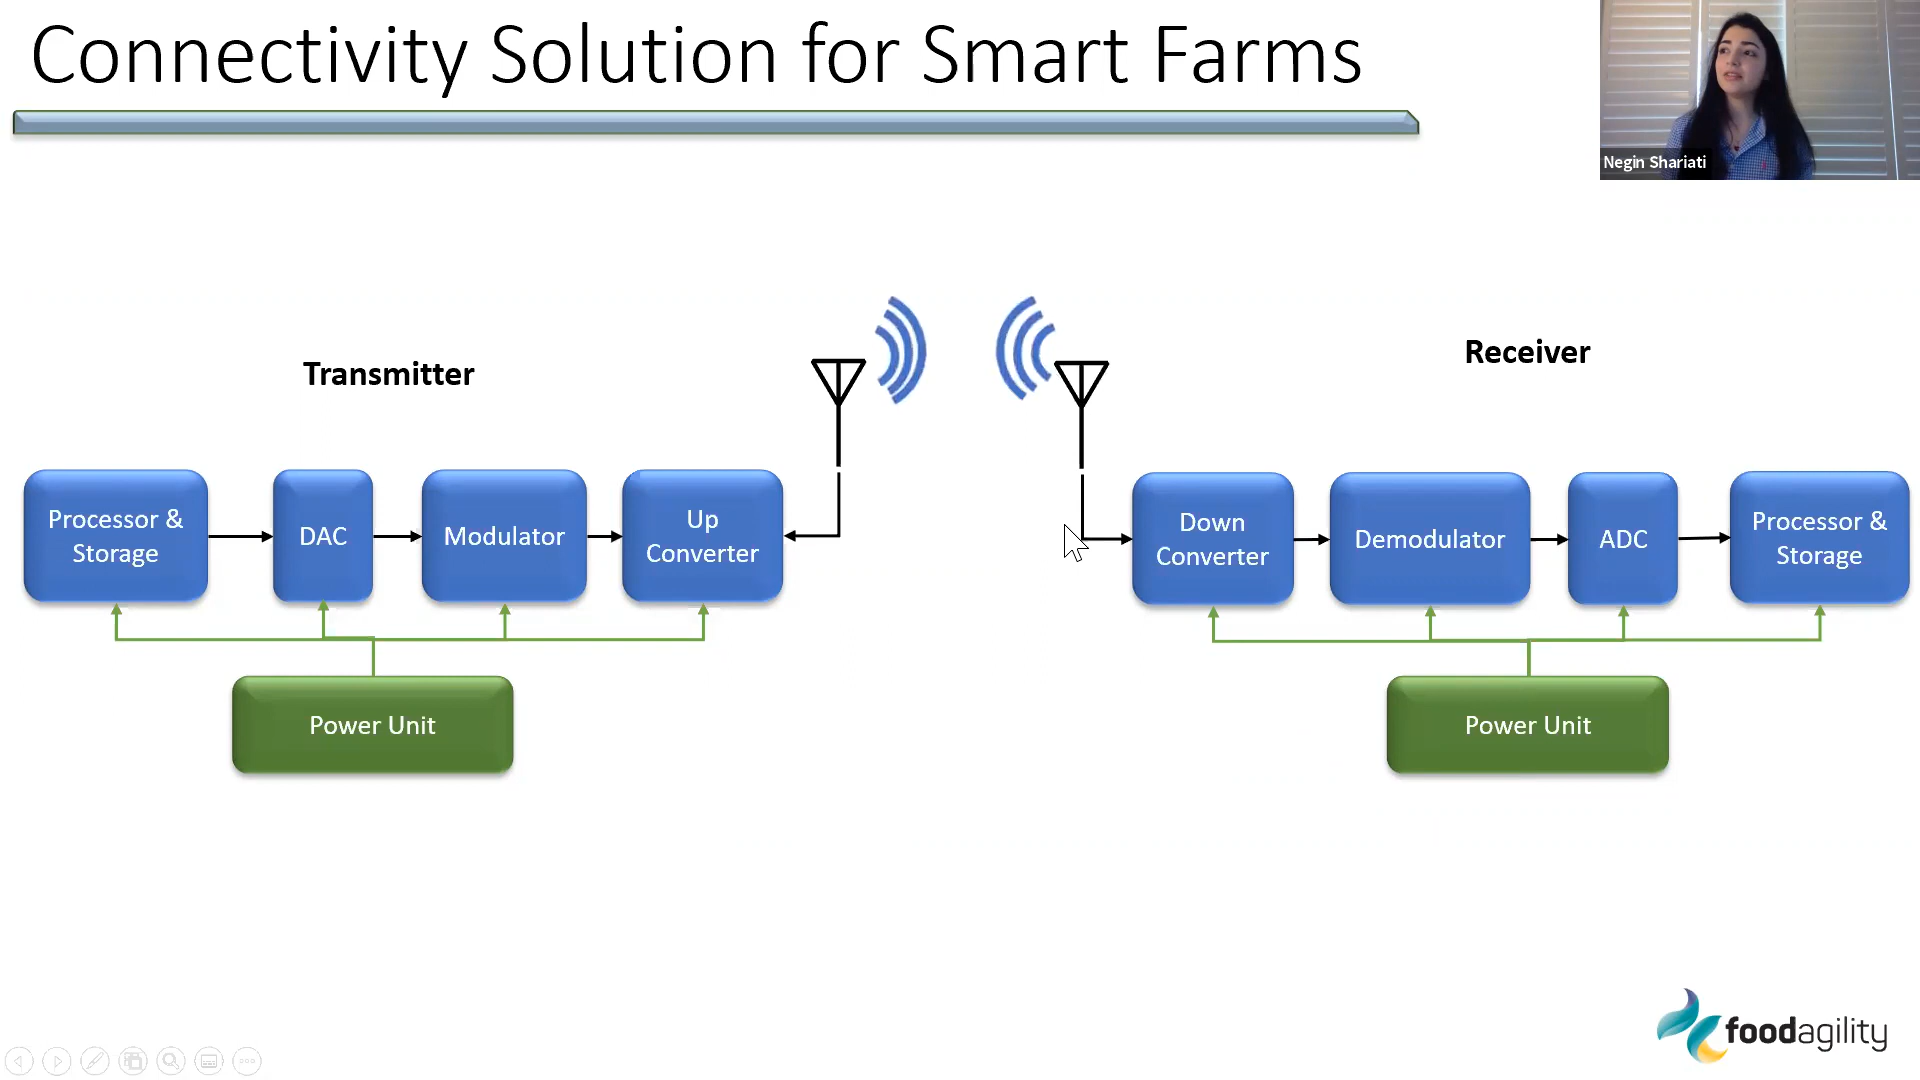 Connectivity Solution for Smart Farms
Negin Shariati
Transmitter
Receiver
Processor &
Storage
DAC
Modulator
Up
Converter
Down
Converter
Demodulator
ADC
Processor &
Storage
Power Unit
Power Unit
foodagility